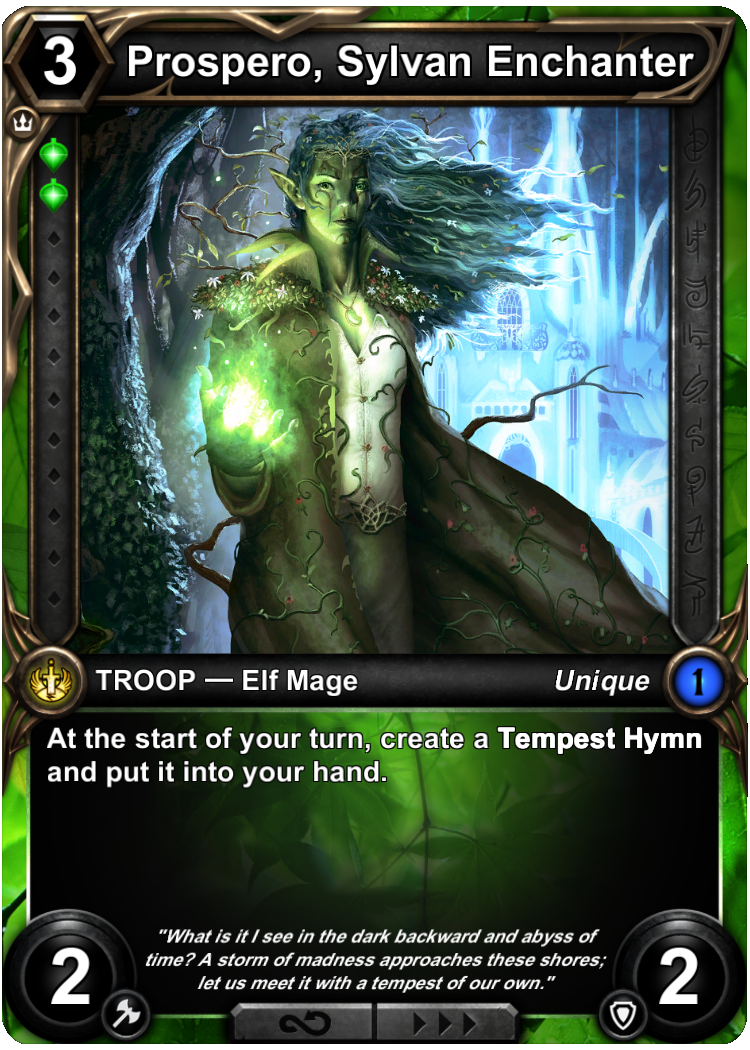 3
Prospero, Sylvan Enchanter
TROOP — Elf Mage
Unique
1
At the start of your turn, create a Tempest Hymn
and put it into your hand.
"What is it I see in the dark backward and abyss of
time? A storm of madness approaches these shores;
let us meet it with a tempest of our own."
2
2